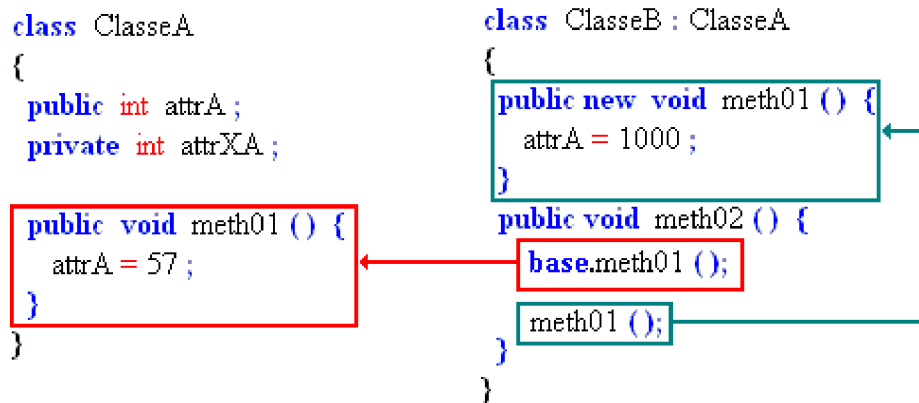 class ClasseA
{
public int attrA ;
private int attrXA ;
public void meth01 () {
attrA = 57 ;
}
}
class ClasseB : ClasseA
{
public new void meth01 () {
attrA = 1000 ;
}
public void meth02 () {
base.meth01 ();
meth01 ();
}
}